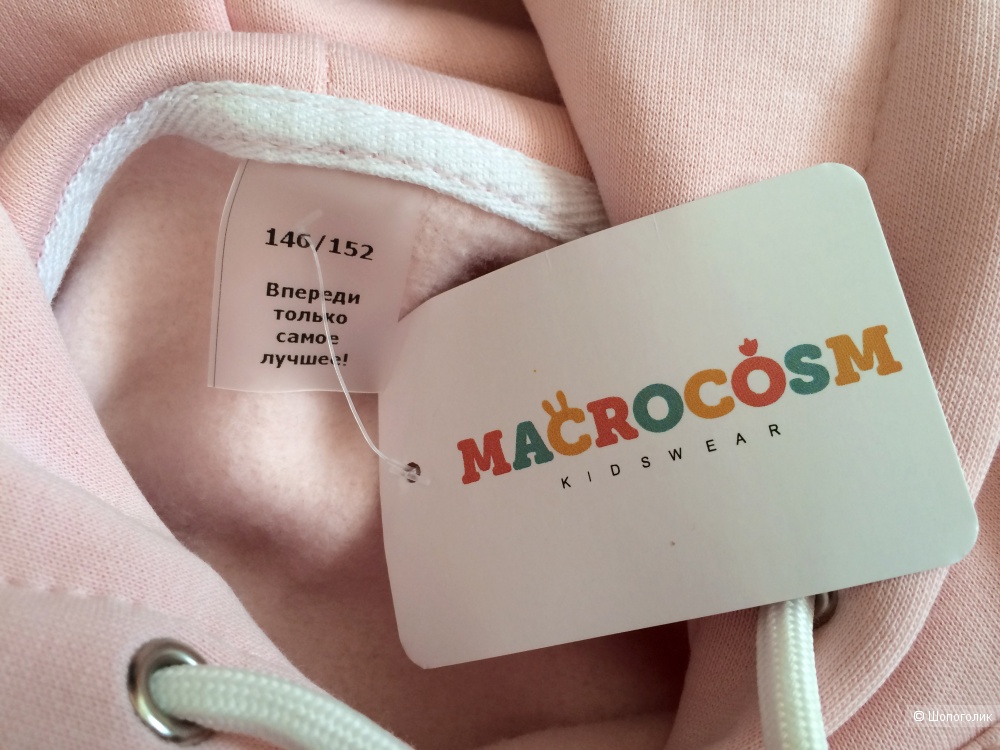 146/152
Впереди
только
самое
лучшее!
MACROCOSM
KIDSWEAR
© Шопоголик